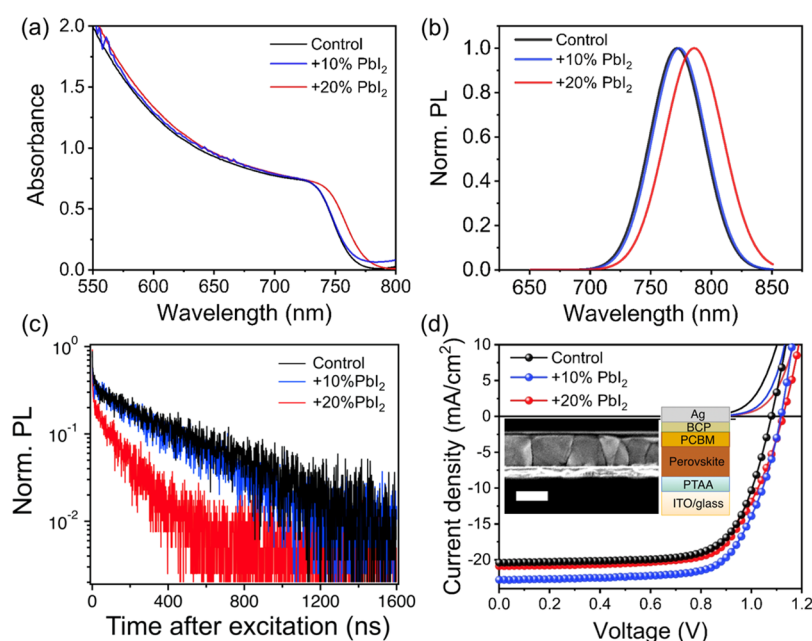 (a)
Control
+10% PbI2
+20% PbI2
2.0
1.5
1.0
0.5
0.0
Absorbance
550 600 650 700 750 800
Wavelength (nm)
(b)
Control
+10% PbI2
+20% PbI2
1.0
0.8
0.6
0.4
0.2
0.0
Norm. PL
650 700 750 800 850
Wavelength (nm)
(c)
Control
+10%PbI2
+20%PbI2
10^0
10^-1
10^-2
Norm. PL
0 400 800 1200 1600
Time after excitation (ns)
(d)
Control
+10% PbI2
+20% PbI2
10
5
0
-5
-10
-15
-20
Current density (mA/cm^2)
Ag
BCP
PCBM
Perovskite
PTAA
ITO/glass
0.0 0.2 0.4 0.6 0.8 1.0 1.2
Voltage (V)